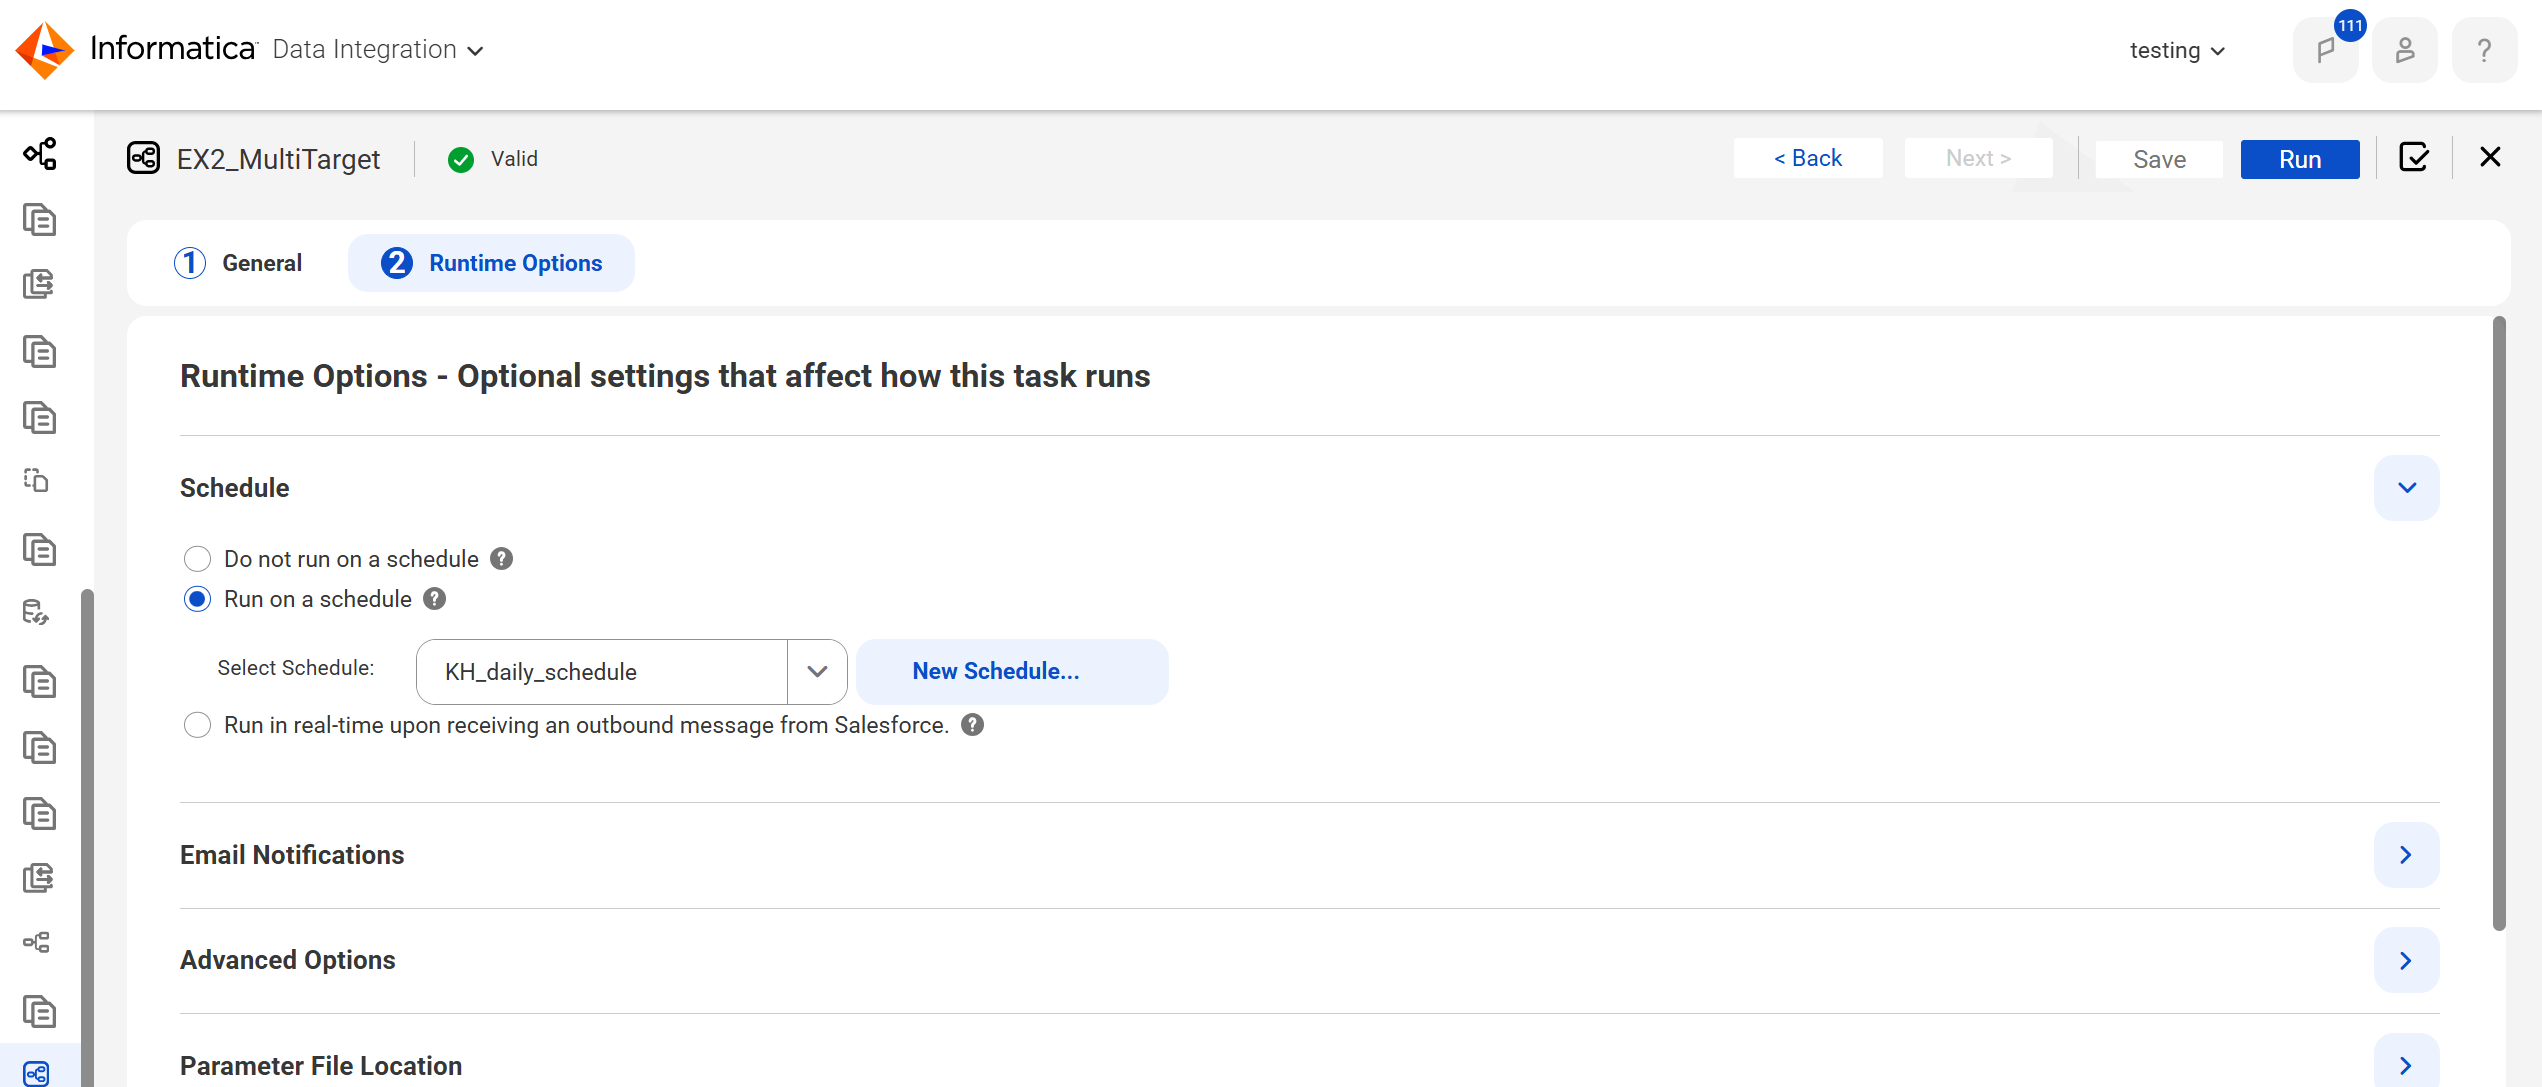 Informatica Data Integration
testing
111
?
EX2_MultiTarget
Valid
< Back
Next >
Save
Run
1 General
2 Runtime Options
Runtime Options - Optional settings that affect how this task runs
Schedule
Do not run on a schedule ?
Run on a schedule ?
Select Schedule:
KH_daily_schedule
New Schedule...
Run in real-time upon receiving an outbound message from Salesforce. ?
Email Notifications
Advanced Options
Parameter File Location